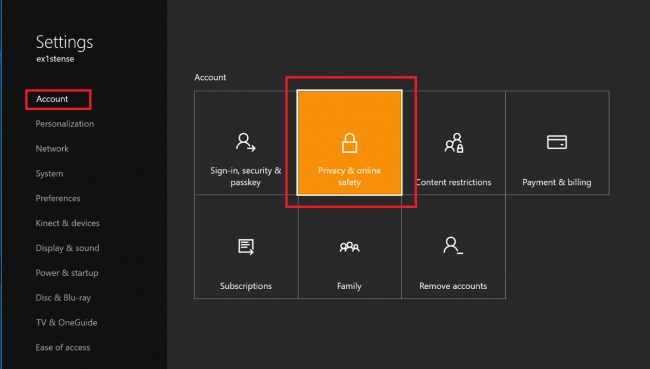 Settings
ex1stense
Account
Personalization
Network
System
Preferences
Kinect & devices
Display & sound
Power & startup
Disc & Blu-ray
TV & OneGuide
Ease of access
Account
Sign-in, security &
passkey
Privacy & online
safety
Content restrictions
Payment & billing
Subscriptions
Family
Remove accounts